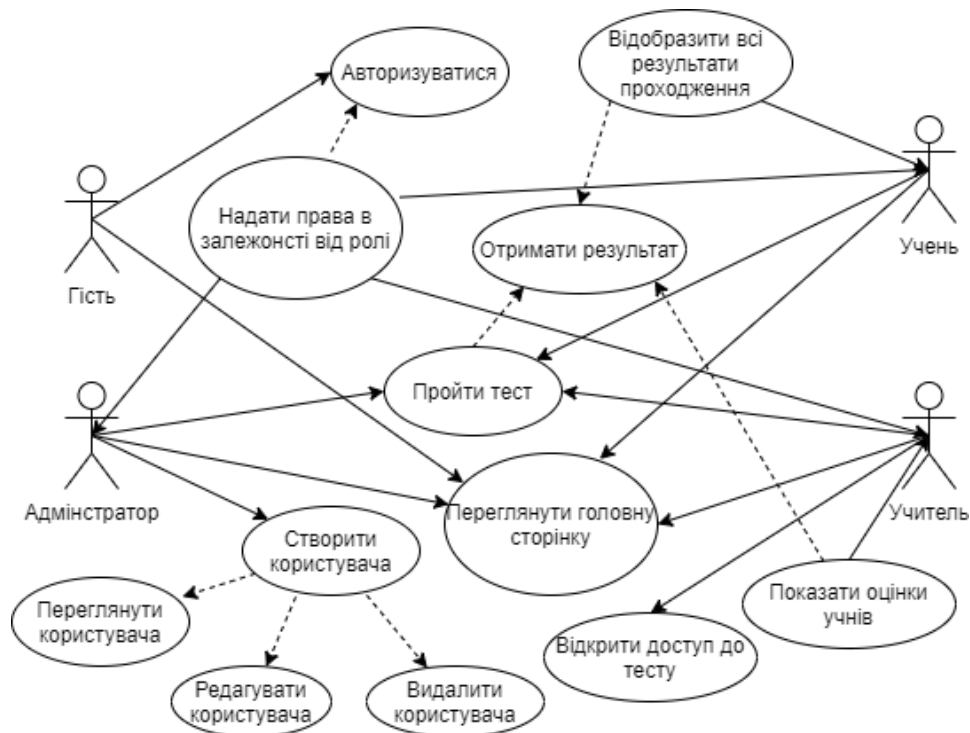 Авторизуватися
Відобразити всі
результати
проходження
Надати права в
залежонсті від ролі
Отримати результат
Гість
Учень
Пройти тест
Адмінстратор
Переглянути головну
сторінку
Учитель
Створити
користувача
Переглянути
користувача
Показати оцінки
учнів
Відкрити доступ до
тесту
Редагувати
користувача
Видалити
користувача